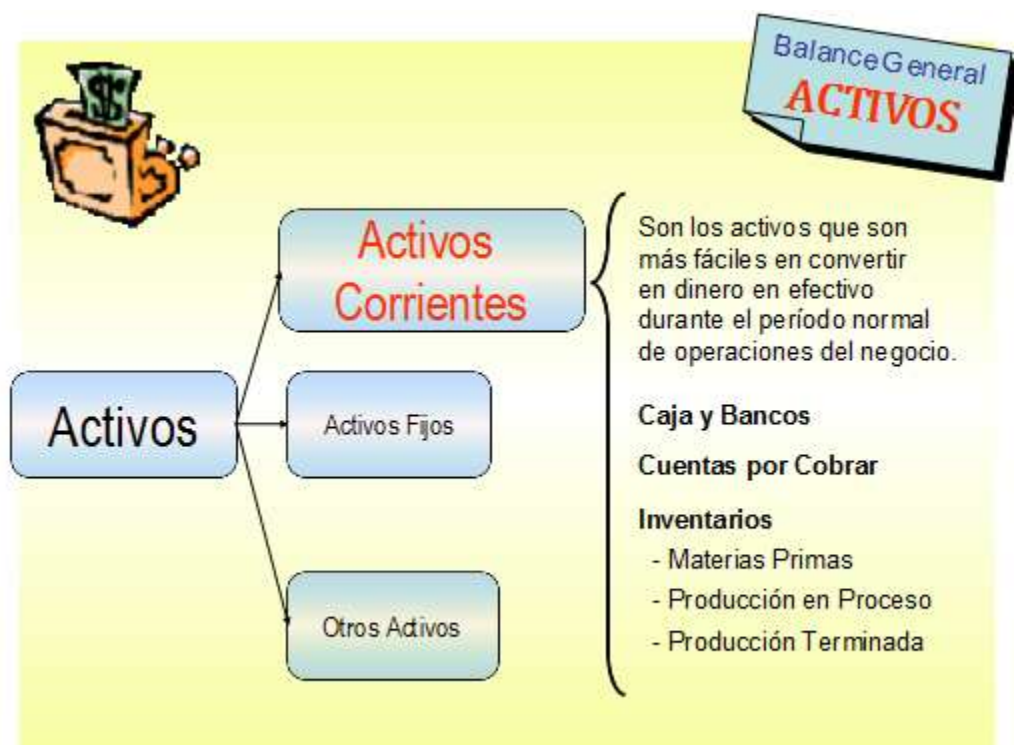 Balance General
ACTIVOS
Activos
Corrientes
Son los activos que son
más fáciles en convertir
en dinero en efectivo
durante el período normal
de operaciones del negocio.
Activos
Activos Fijos
Caja y Bancos
Cuentas por Cobrar
Inventarios
- Materias Primas
- Producción en Proceso
- Producción Terminada
Otros Activos